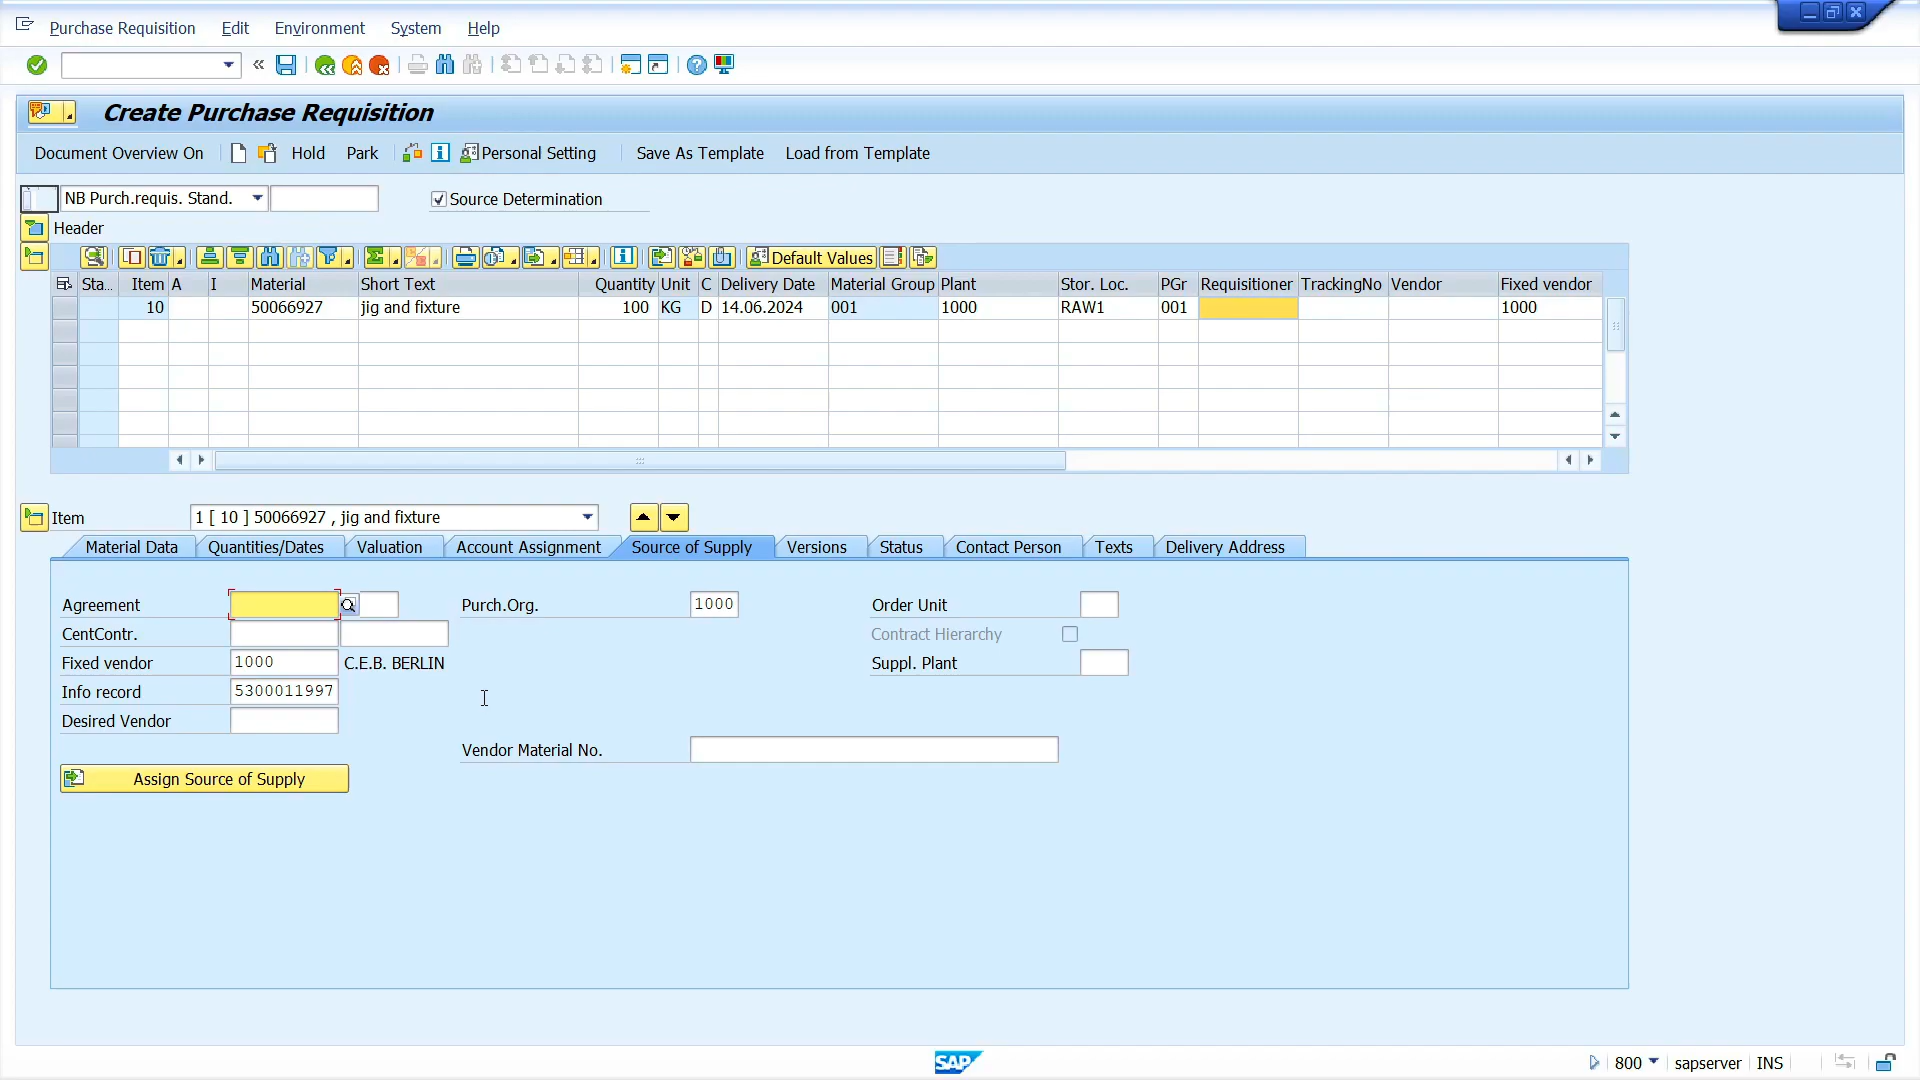 Purchase Requisition Edit Environment System Help
Create Purchase Requisition
Document Overview On Hold Park Personal Setting Save As Template Load from Template
NB Purch.requis. Stand. Source Determination
Header
Default Values
Sta... Item A I Material Short Text Quantity Unit C Delivery Date Material Group Plant Stor. Loc. PGr Requisitioner TrackingNo Vendor Fixed vendor
10 50066927 jig and fixture 100 KG D 14.06.2024 001 1000 RAW1 001 1000
Item 1 [ 10 ] 50066927 , jig and fixture
Material Data Quantities/Dates Valuation Account Assignment Source of Supply Versions Status Contact Person Texts Delivery Address
Agreement Purch.Org. 1000 Order Unit
CentContr. Contract Hierarchy
Fixed vendor 1000 C.E.B. BERLIN Suppl. Plant
Info record 5300011997
Desired Vendor
Vendor Material No.
Assign Source of Supply
SAP 800 sapserver INS